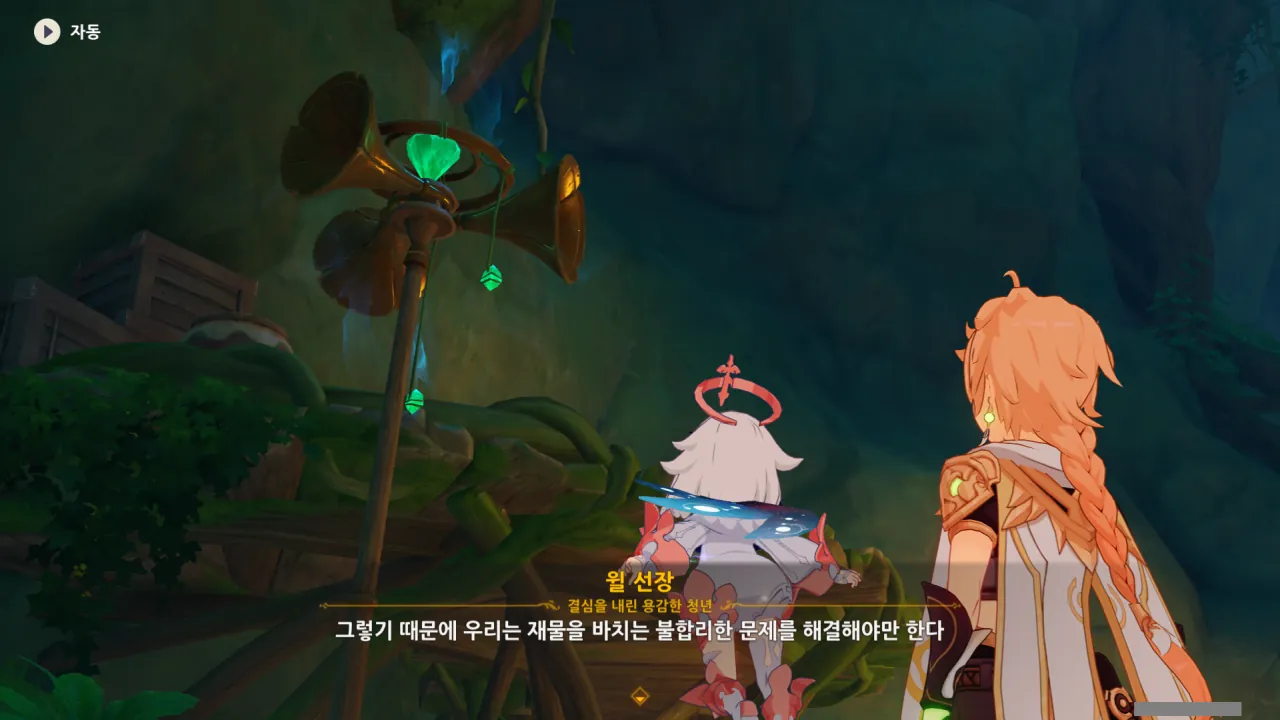 자동
윌 선장
결심을 내린 용감한 청년
그렇기 때문에 우리는 재물을 바치는 불합리한 문제를 해결해야만 한다